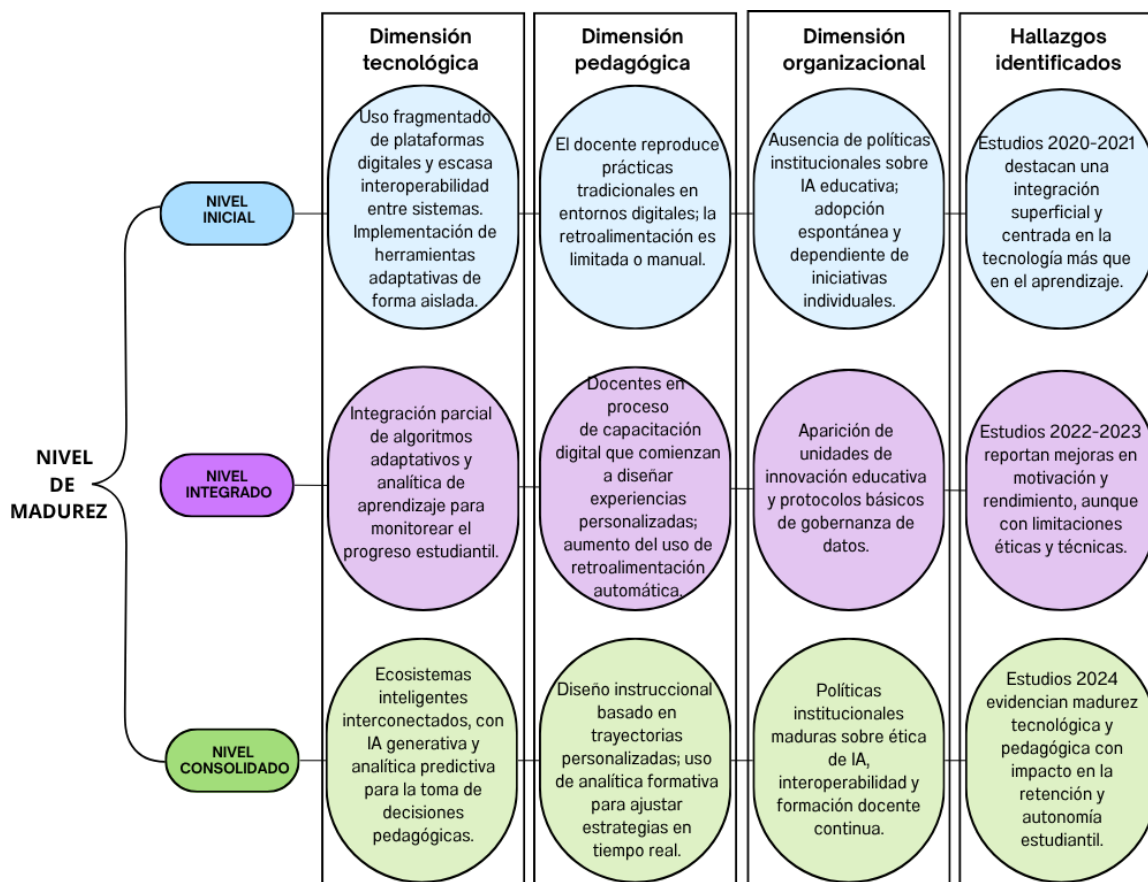 Dimensión
tecnológica
Dimensión
pedagógica
Dimensión
organizacional
Hallazgos
identificados
NIVEL
DE
MADUREZ
NIVEL
INICIAL
Uso fragmentado
de plataformas
digitales y escasa
interoperabilidad
entre sistemas.
Implementación de
herramientas
adaptativas de
forma aislada.
El docente reproduce
prácticas
tradicionales en
entornos digitales; la
retroalimentación es
limitada o manual.
Ausencia de políticas
institucionales sobre
IA educativa;
adopción
espontánea y
dependiente de
iniciativas
individuales.
Estudios 2020-2021
destacan una
integración
superficial y
centrada en la
tecnología más que
en el aprendizaje.
NIVEL
INTEGRADO
Integración parcial
de algoritmos
adaptativos y
analítica de
aprendizaje para
monitorear el
progreso estudiantil.
Docentes en
proceso
de capacitación
digital que comienzan
a diseñar
experiencias
personalizadas;
aumento del uso de
retroalimentación
automática.
Aparición de
unidades de
innovación educativa
y protocolos básicos
de gobernanza de
datos.
Estudios 2022-2023
reportan mejoras en
motivación y
rendimiento, aunque
con limitaciones
éticas y técnicas.
NIVEL
CONSOLIDADO
Ecosistemas
inteligentes
interconectados, con
IA generativa y
analítica predictiva
para la toma de
decisiones
pedagógicas.
Diseño instruccional
basado en
trayectorias
personalizadas; uso
de analítica formativa
para ajustar
estrategias en
tiempo real.
Políticas
institucionales
maduras sobre ética
de IA,
interoperabilidad y
formación docente
continua.
Estudios 2024
evidencian madurez
tecnológica y
pedagógica con
impacto en la
retención y
autonomía
estudiantil.